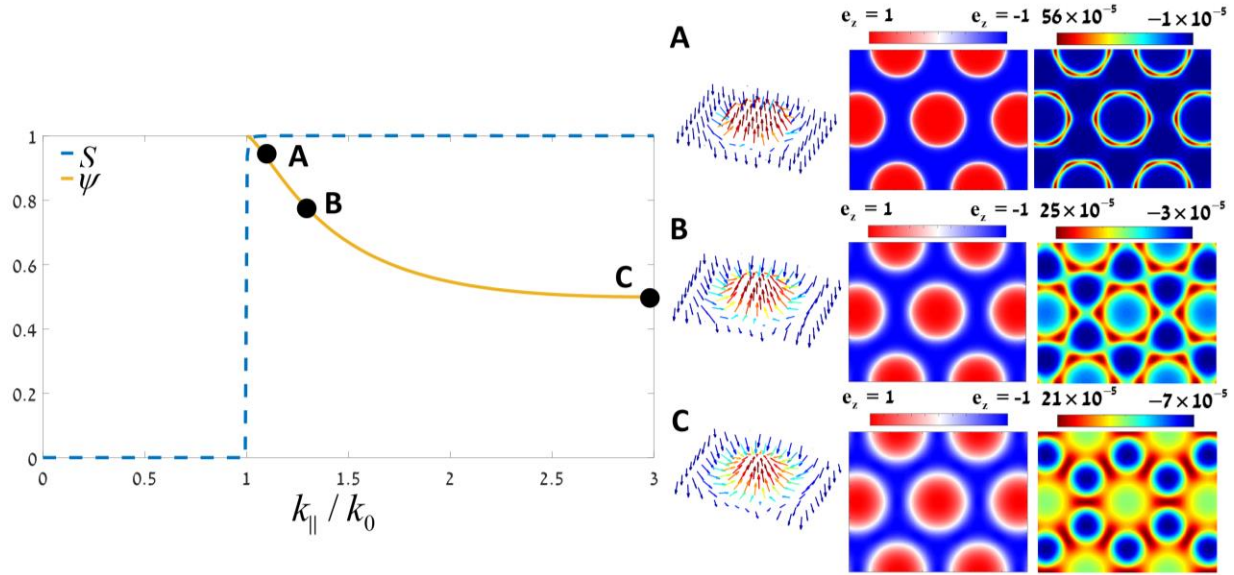 S
ψ
A
B
C
1
0.8
0.6
0.4
0.2
0
0
0.5
1
1.5
2
2.5
3
k|| / k0
A
e_z = 1
e_z = -1
56×10⁻⁵
−1×10⁻⁵
B
e_z = 1
e_z = -1
25×10⁻⁵
−3×10⁻⁵
C
e_z = 1
e_z = -1
21×10⁻⁵
−7×10⁻⁵